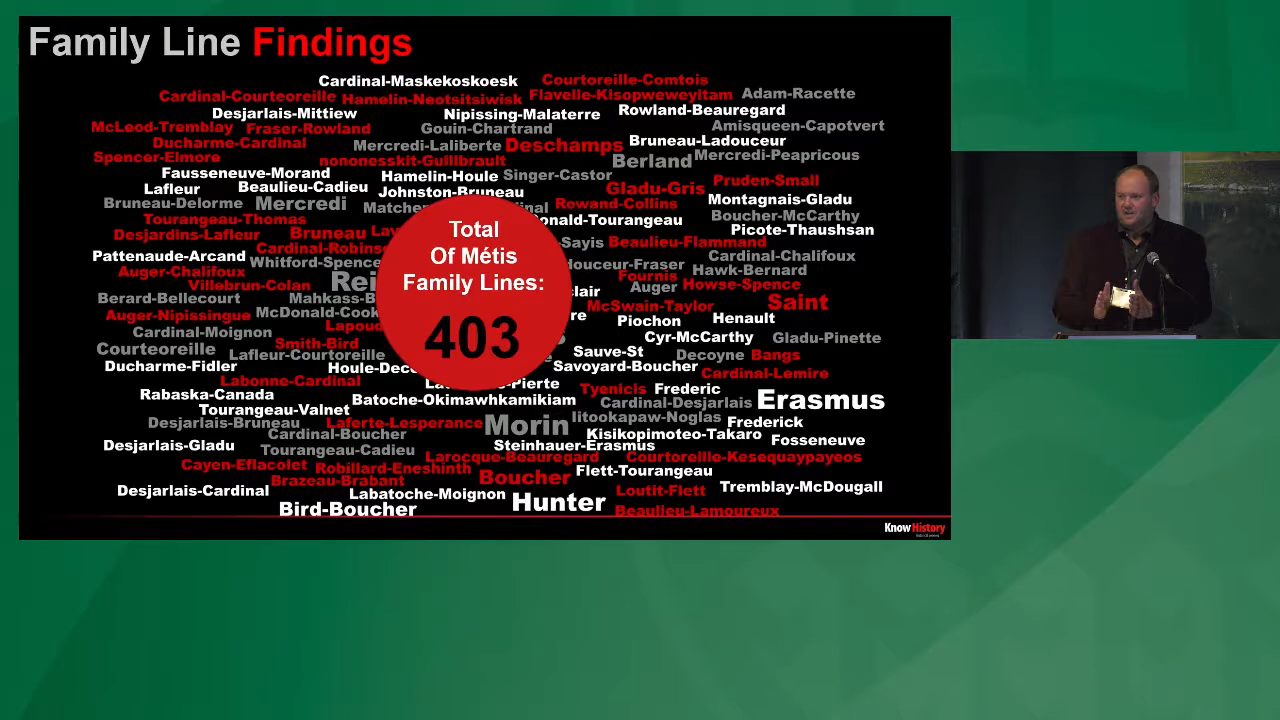 Family Line Findings
Cardinal-Maskekoskoesk Courtoreille-Comtois
Cardinal-Courteoreille Hamelin-Neotsitsiwisk Flavelle-Kisopweweyitam Adam-Racette
Desjarlais-Mittiew Nipissing-Malaterre Rowland-Beauregard
McLeod-Tremblay Fraser-Rowland Gouin-Chartrand Amisqueen-Capotvert
Ducharme-Cardinal Mercredi-Laliberte Deschamps Bruneau-Ladouceur
Spencer-Elmore nononesskit-Guilbrault Berland Mercredi-Peapricous
Fausseneuve-Morand Hamelin-Houle Singer-Castor
Lafleur Beaulieu-Cadieu Johnston-Bruneau Gladu-Gris Pruden-Small
Bruneau-Delorme Mercredi Rowand-Collins Montagnais-Gladu
Tourangeau-Thomas Boucher-McCarthy
Desjardins-Lafleur Bruneau Picote-Thaushsan
Total
Of Métis
Family Lines:
403
Beaulieu-Flammand
Pattenaude-Arcand Cardinal-Chalifoux
Auger-Chalifoux Fournis Hawk-Bernard
Villebrun-Colan Auger Howse-Spence
Berard-Bellecourt McSwain-Taylor Saint
Auger-Nipissingue Piochon Henault
Cardinal-Moignon Cyr-McCarthy Gladu-Pinette
Courteoreille Smith-Bird Sauve-St Decoyne Bangs
Lafleur-Courtoreille
Ducharme-Fidler Savoyard-Boucher Cardinal-Lemire
Labonne-Cardinal Tyenicis Frederic
Rabaska-Canada Batoche-Okimawhkamikiam Cardinal-Desjarlais Erasmus
Tourangeau-Valnet Iitookapaw-Noglas
Desjarlais-Bruneau Laferte-Lesperance Morin Frederick
Cardinal-Boucher Kisikopimoteo-Takaro
Desjarlais-Gladu Tourangeau-Cadieu Steinhauer-Erasmus Fosseneuve
Larocque-Beauregard Courtoreille-Kesequaypayeos
Cayen-Eflacolet Robillard-Eneshinth Flett-Tourangeau
Brazeau-Brabant Boucher
Desjarlais-Cardinal Labatoche-Moignon Loutit-Flett Tremblay-McDougall
Bird-Boucher Hunter Beaulieu-Lamoureux
KnowHistory